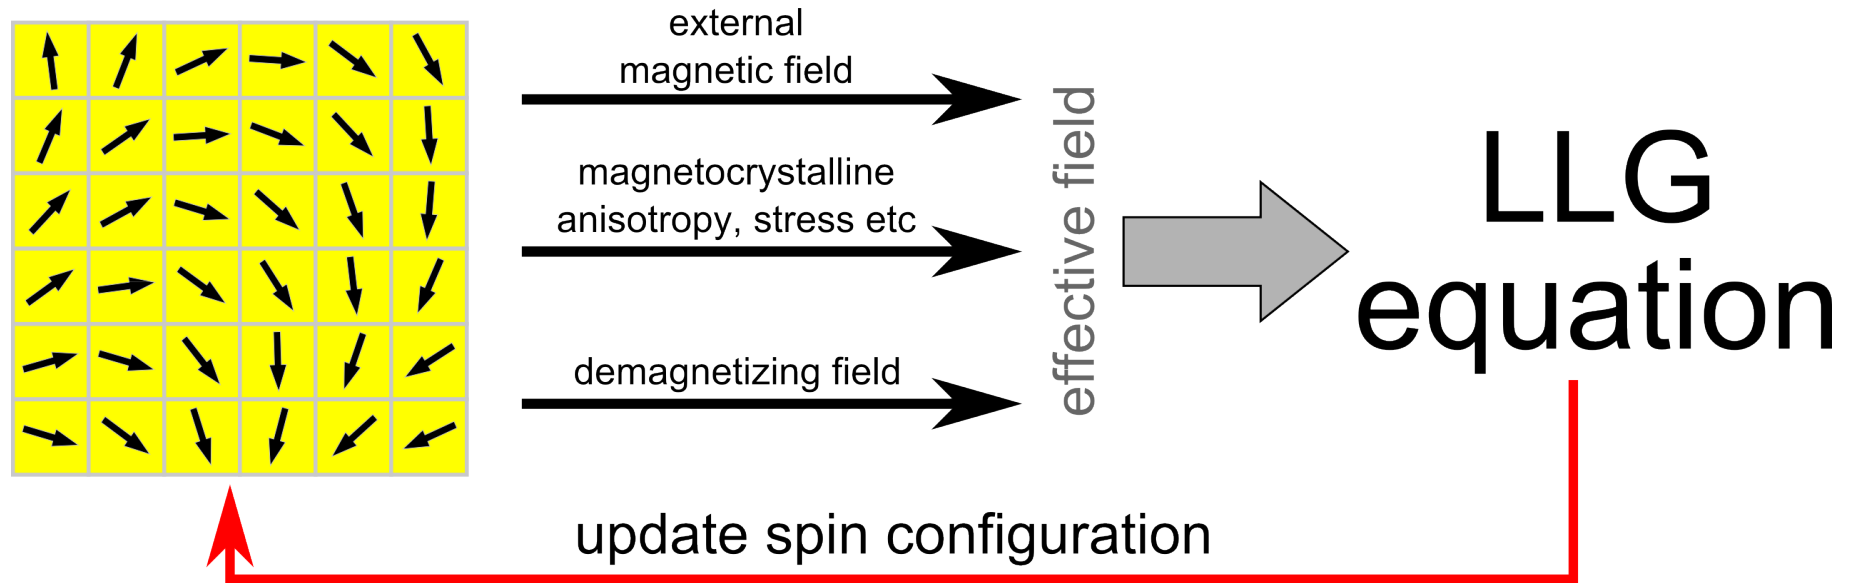 external
magnetic field
magnetocrystalline
anisotropy, stress etc
demagnetizing field
effective field
LLG
equation
update spin configuration